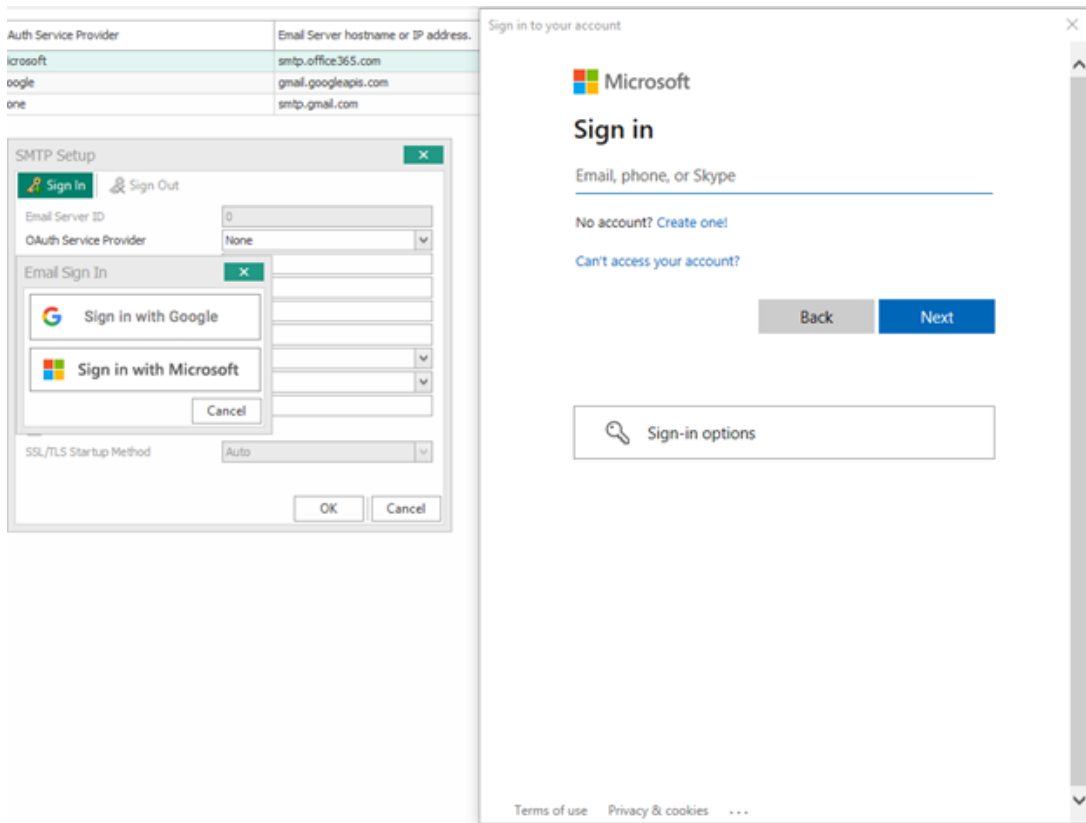 Auth Service Provider
Email Server hostname or IP address.
icrosoft
smtp.office365.com
oogle
gmail.googleapis.com
one
smtp.gmail.com
SMTP Setup
Sign In
Sign Out
Email Server ID
0
OAuth Service Provider
None
Email Sign In
Sign in with Google
Sign in with Microsoft
Cancel
SSL/TLS Startup Method
Auto
OK
Cancel
Sign in to your account
Microsoft
Sign in
Email, phone, or Skype
No account? Create one!
Can't access your account?
Back
Next
Sign-in options
Terms of use
Privacy & cookies
...